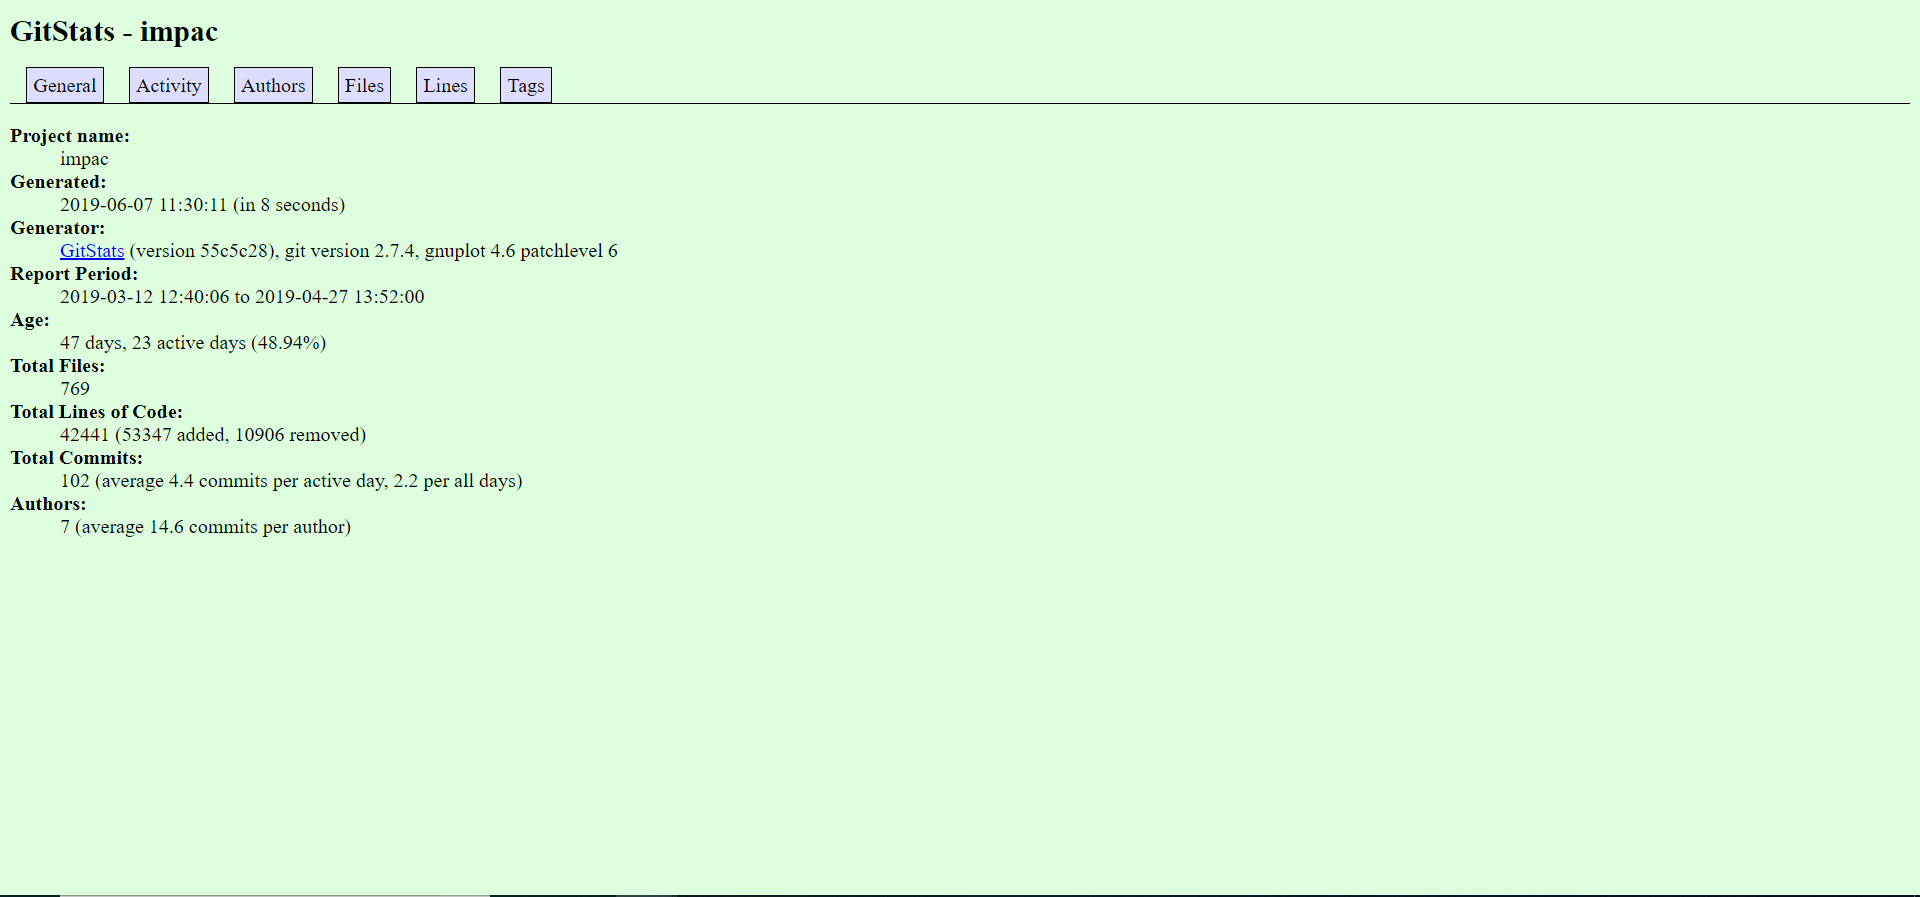 GitStats - impac
General Activity Authors Files Lines Tags
Project name:
impac
Generated:
2019-06-07 11:30:11 (in 8 seconds)
Generator:
GitStats (version 55c5c28), git version 2.7.4, gnuplot 4.6 patchlevel 6
Report Period:
2019-03-12 12:40:06 to 2019-04-27 13:52:00
Age:
47 days, 23 active days (48.94%)
Total Files:
769
Total Lines of Code:
42441 (53347 added, 10906 removed)
Total Commits:
102 (average 4.4 commits per active day, 2.2 per all days)
Authors:
7 (average 14.6 commits per author)